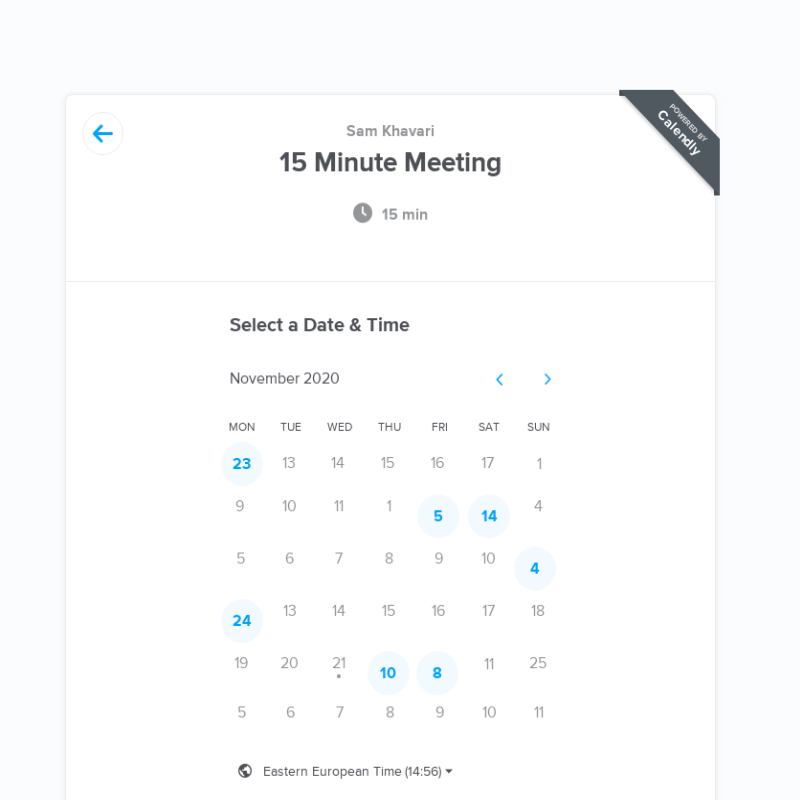 POWERED BY
Calendly
Sam Khavari
15 Minute Meeting
15 min
Select a Date & Time
November 2020
MON TUE WED THU FRI SAT SUN
23 13 14 15 16 17 1
9 10 11 1 5 14 4
5 6 7 8 9 10 4
24 13 14 15 16 17 18
19 20 21 10 8 11 25
5 6 7 8 9 10 11
Eastern European Time (14:56)